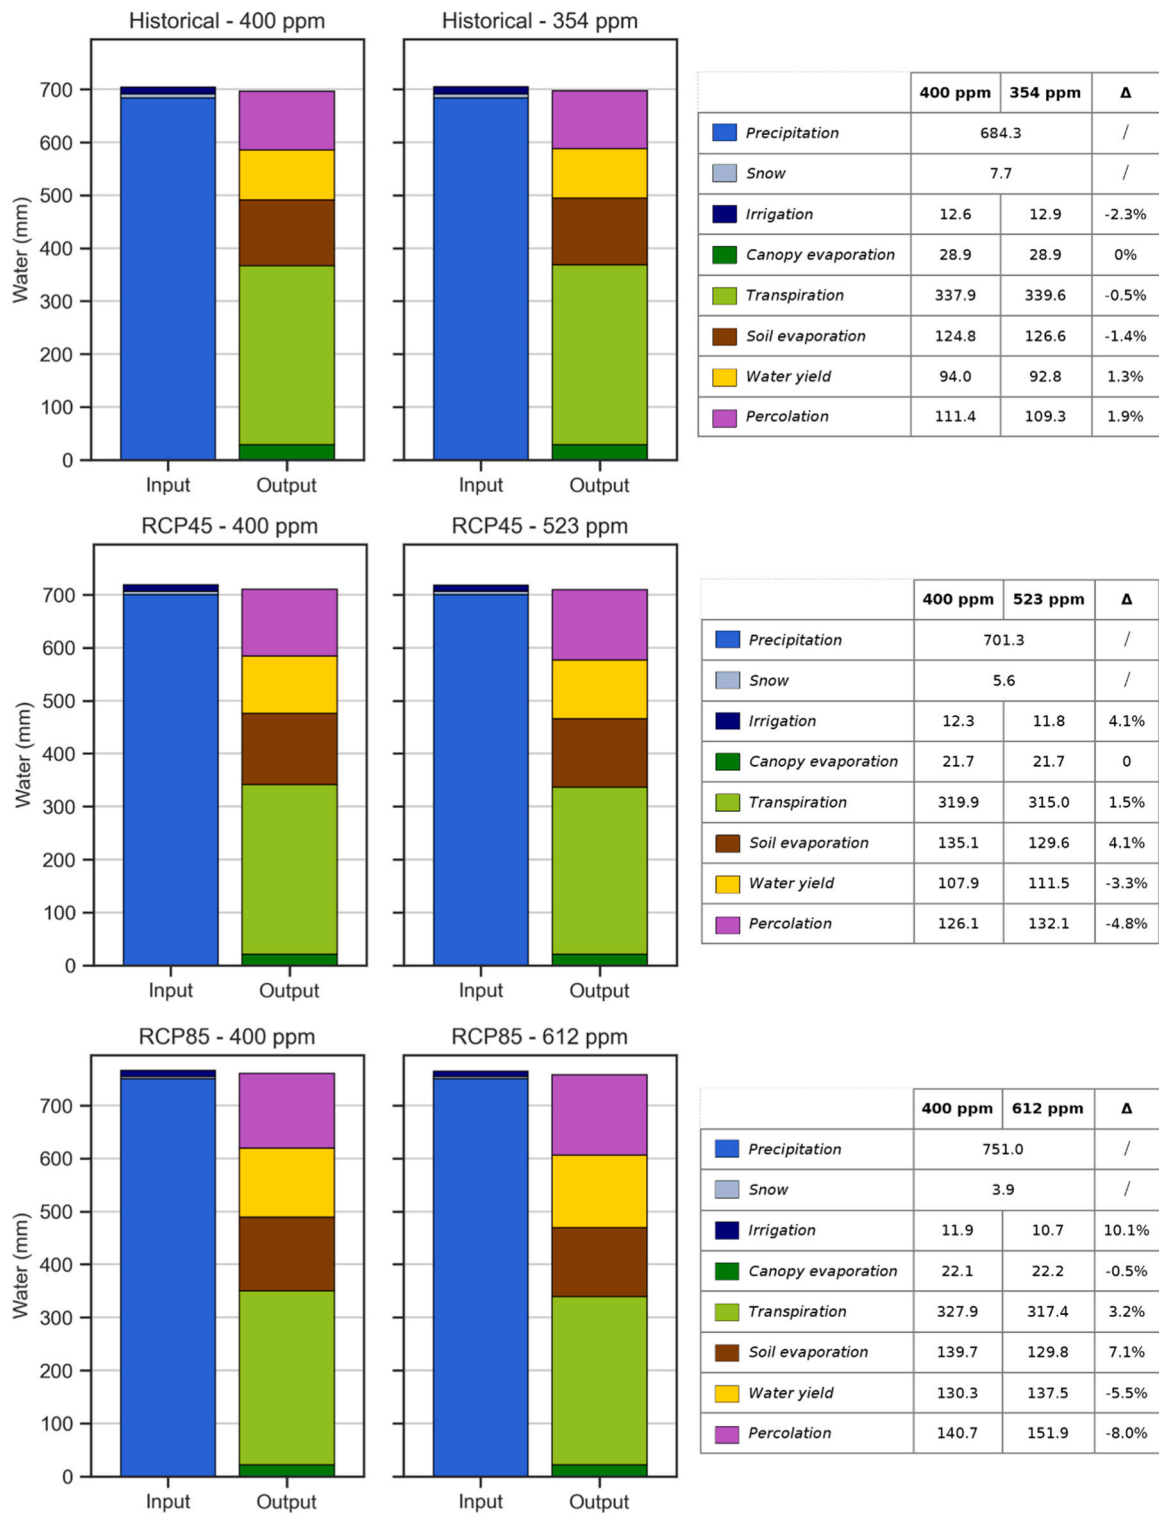 Historical - 400 ppm
Historical - 354 ppm
Water (mm)
700
600
500
400
300
200
100
0
Input Output
Input Output
400 ppm 354 ppm Δ
Precipitation 684.3 /
Snow 7.7 /
Irrigation 12.6 12.9 -2.3%
Canopy evaporation 28.9 28.9 0%
Transpiration 337.9 339.6 -0.5%
Soil evaporation 124.8 126.6 -1.4%
Water yield 94.0 92.8 1.3%
Percolation 111.4 109.3 1.9%
RCP45 - 400 ppm
RCP45 - 523 ppm
Water (mm)
700
600
500
400
300
200
100
0
Input Output
Input Output
400 ppm 523 ppm Δ
Precipitation 701.3 /
Snow 5.6 /
Irrigation 12.3 11.8 4.1%
Canopy evaporation 21.7 21.7 0
Transpiration 319.9 315.0 1.5%
Soil evaporation 135.1 129.6 4.1%
Water yield 107.9 111.5 -3.3%
Percolation 126.1 132.1 -4.8%
RCP85 - 400 ppm
RCP85 - 612 ppm
Water (mm)
700
600
500
400
300
200
100
0
Input Output
Input Output
400 ppm 612 ppm Δ
Precipitation 751.0 /
Snow 3.9 /
Irrigation 11.9 10.7 10.1%
Canopy evaporation 22.1 22.2 -0.5%
Transpiration 327.9 317.4 3.2%
Soil evaporation 139.7 129.8 7.1%
Water yield 130.3 137.5 -5.5%
Percolation 140.7 151.9 -8.0%